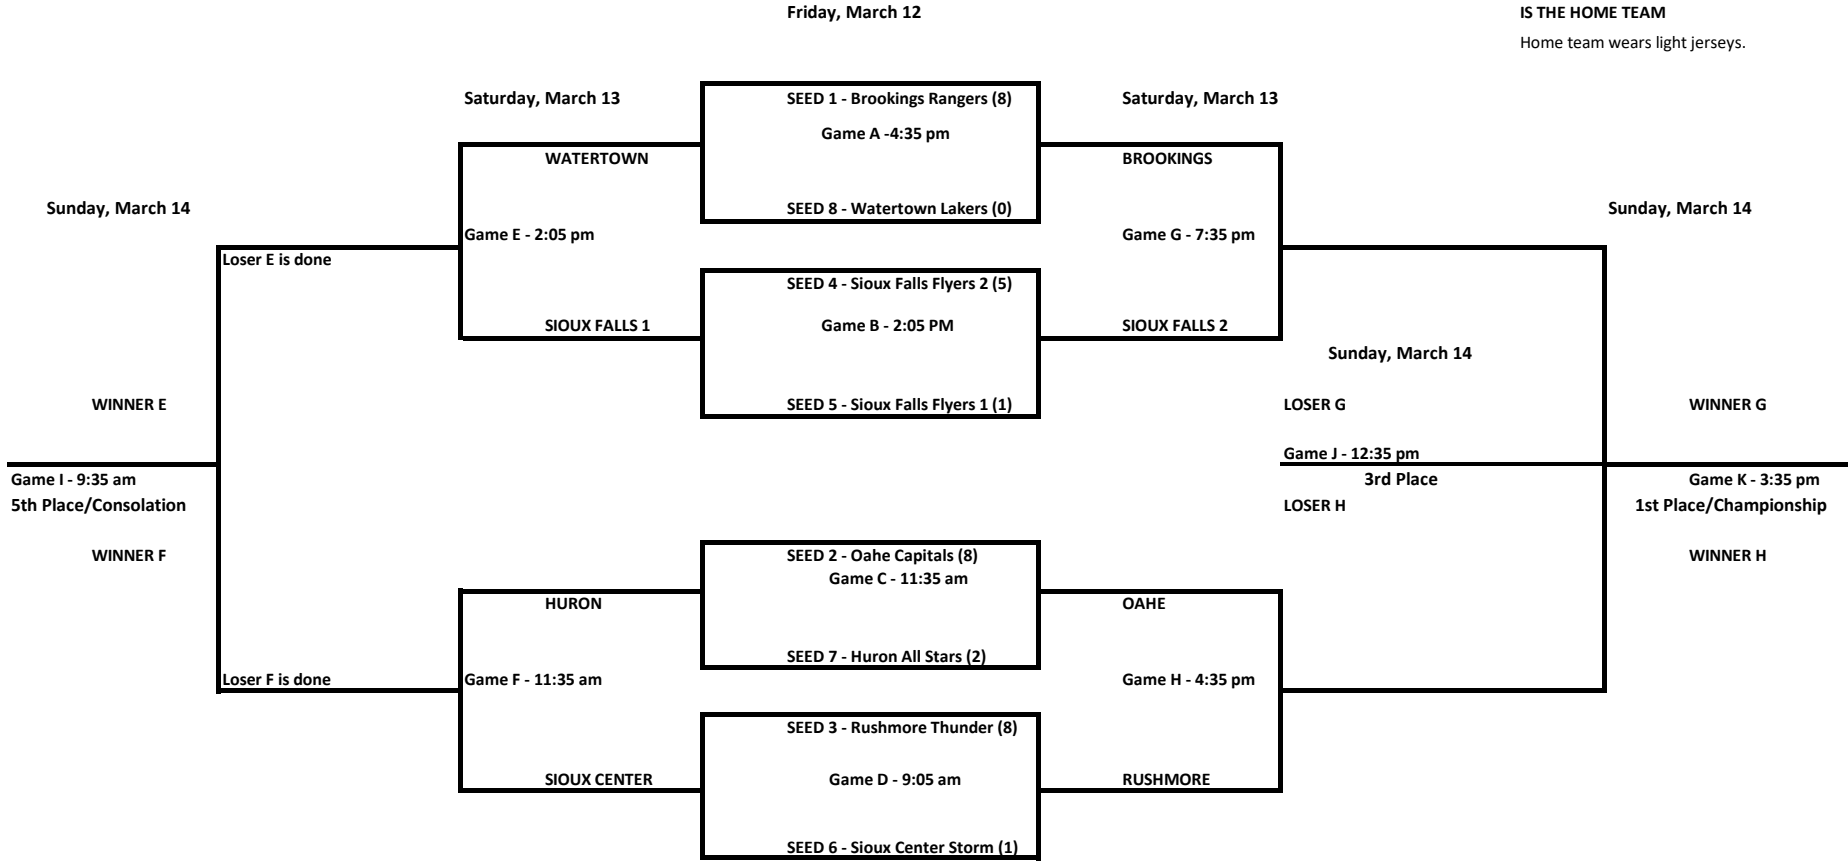 Friday, March 12
IS THE HOME TEAM
Home team wears light jerseys.
Saturday, March 13
SEED 1 - Brookings Rangers (8)
Saturday, March 13
Game A -4:35 pm
WATERTOWN
BROOKINGS
Sunday, March 14
SEED 8 - Watertown Lakers (0)
Sunday, March 14
Game E - 2:05 pm
Game G - 7:35 pm
Loser E is done
SEED 4 - Sioux Falls Flyers 2 (5)
SIOUX FALLS 1
Game B - 2:05 PM
SIOUX FALLS 2
Sunday, March 14
WINNER E
SEED 5 - Sioux Falls Flyers 1 (1)
LOSER G
WINNER G
Game J - 12:35 pm
Game I - 9:35 am
3rd Place
Game K - 3:35 pm
5th Place/Consolation
LOSER H
1st Place/Championship
WINNER F
SEED 2 - Oahe Capitals (8)
WINNER H
Game C - 11:35 am
HURON
OAHE
SEED 7 - Huron All Stars (2)
Loser F is done
Game F - 11:35 am
Game H - 4:35 pm
SEED 3 - Rushmore Thunder (8)
SIOUX CENTER
Game D - 9:05 am
RUSHMORE
SEED 6 - Sioux Center Storm (1)